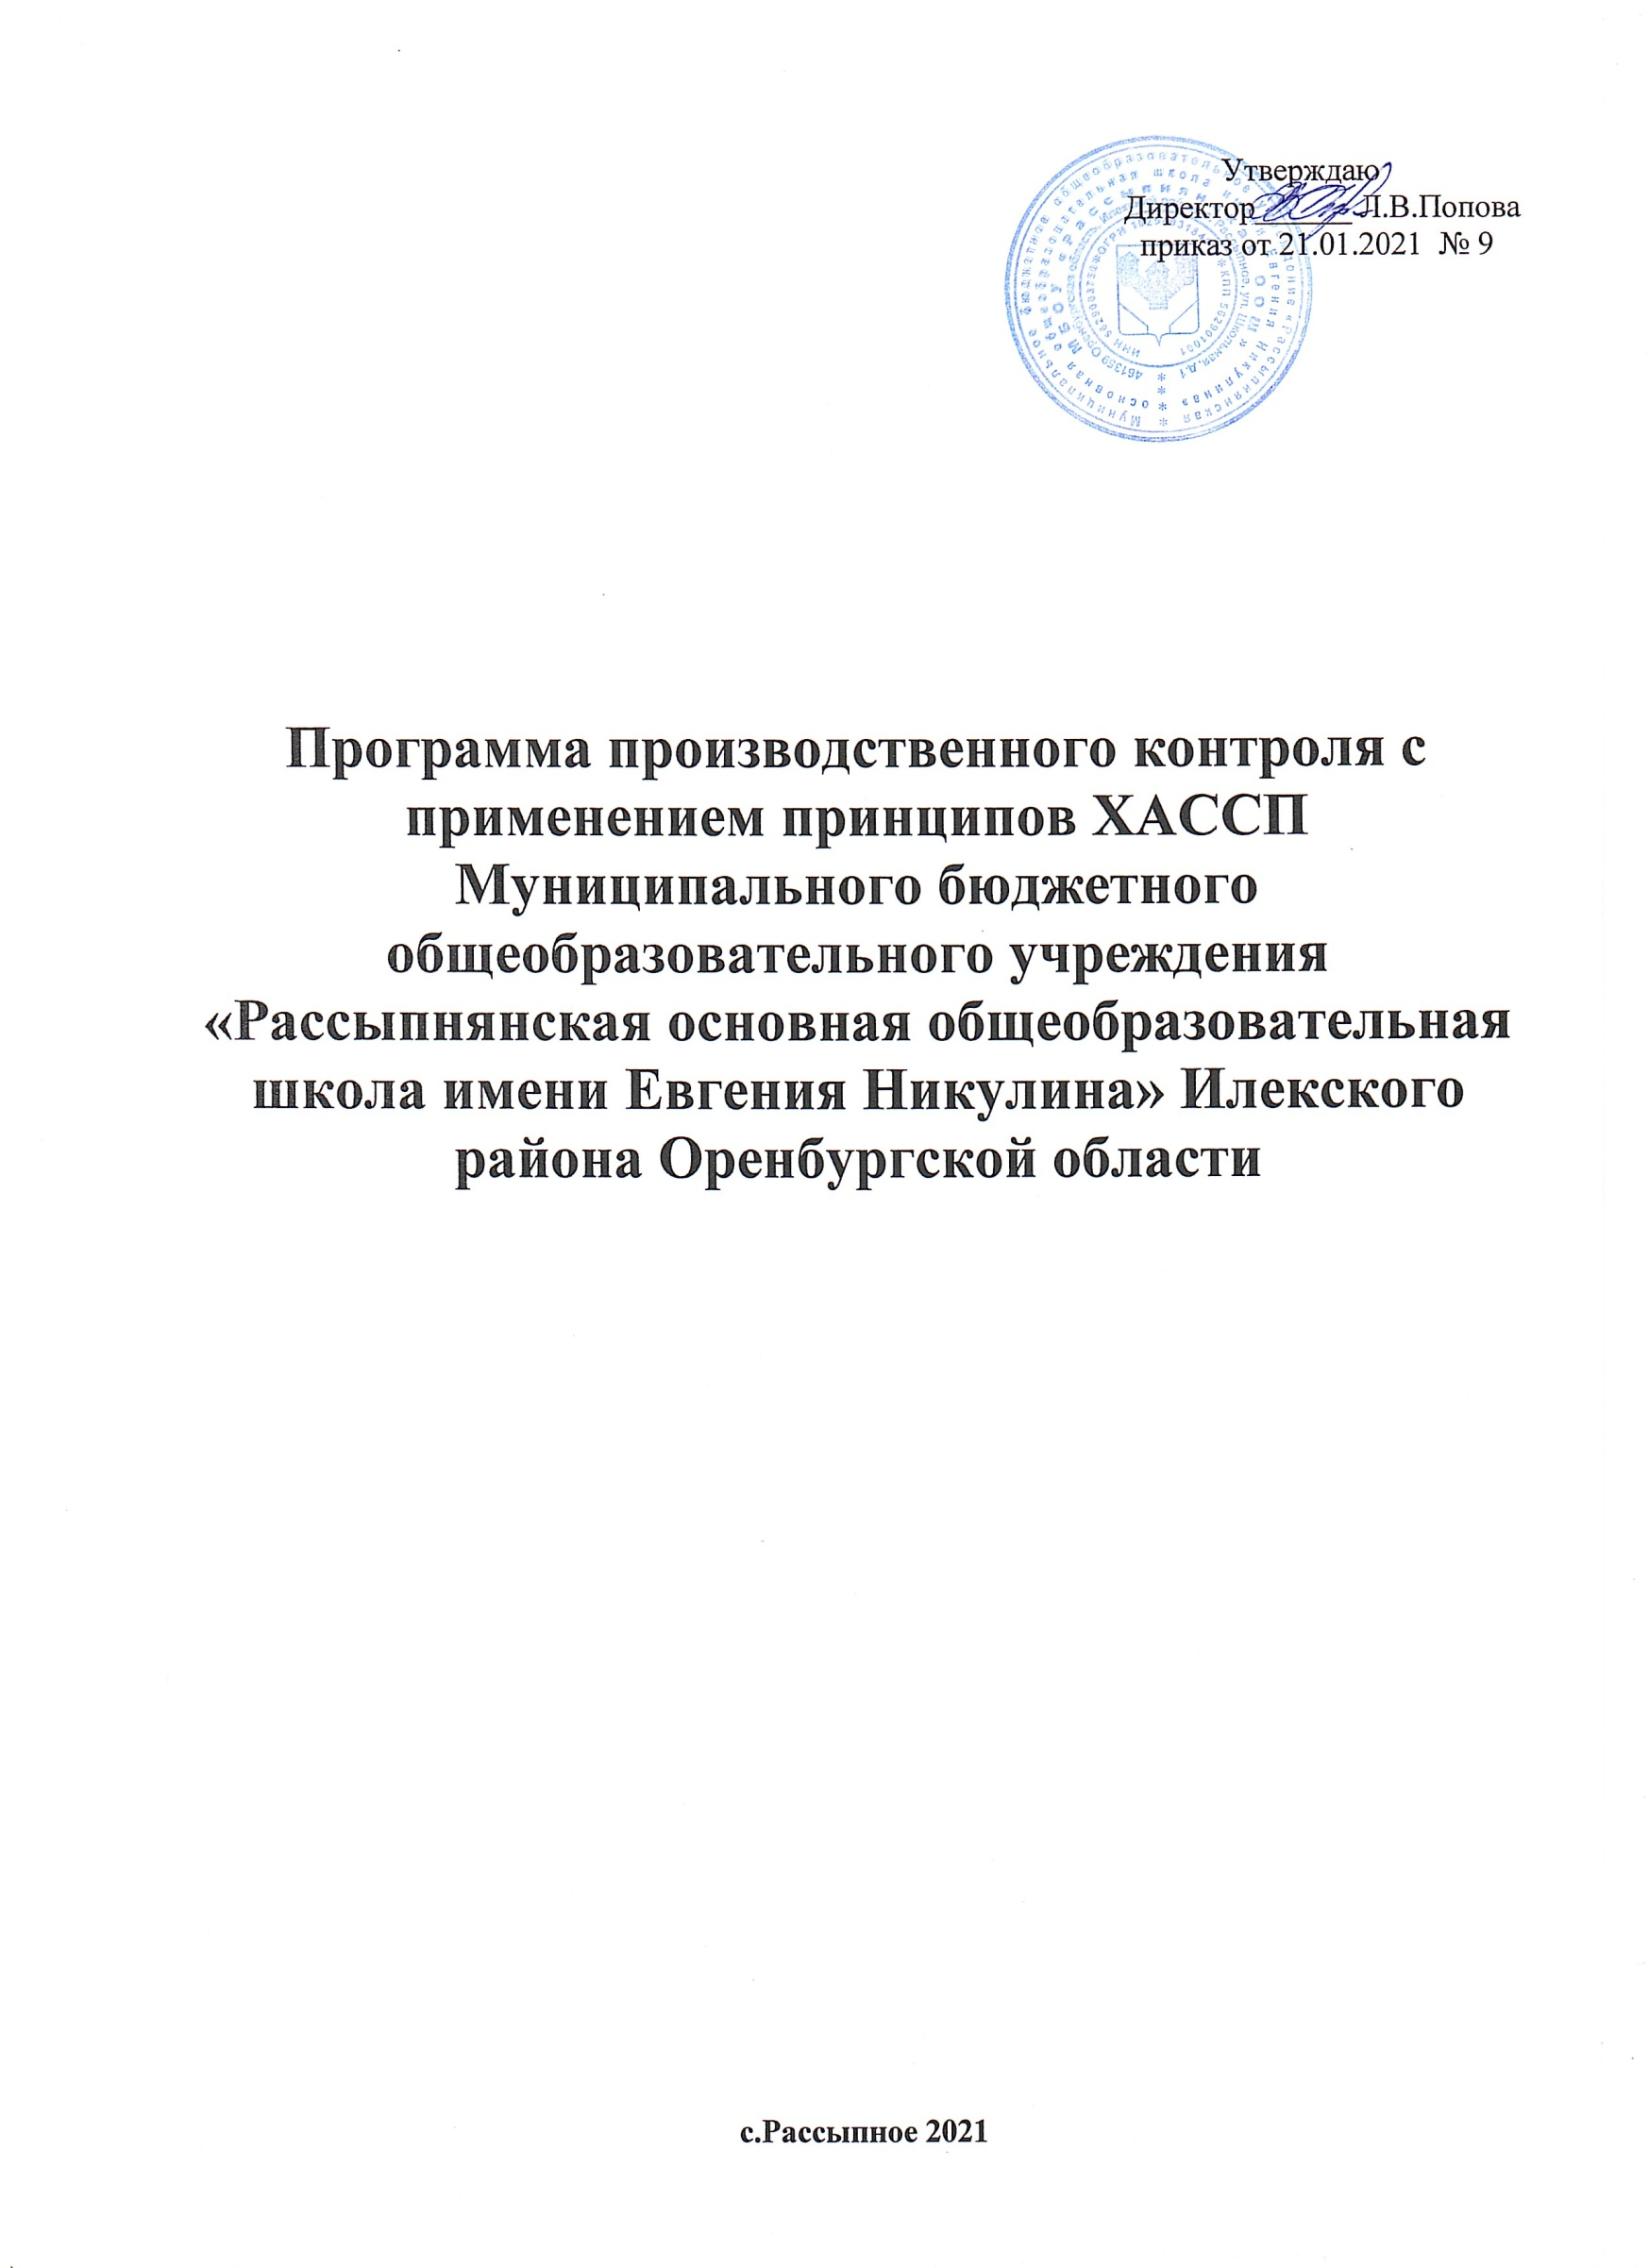 Утверждаю
Директор______Л.В.Попова
приказ от 21.01.2021 № 9
Программа производственного контроля с
применением принципов ХАССП
Муниципального бюджетного
общеобразовательного учреждения
«Рассыпнянская основная общеобразовательная
школа имени Евгения Никулина» Илекского
района Оренбургской области
с.Рассыпное 2021